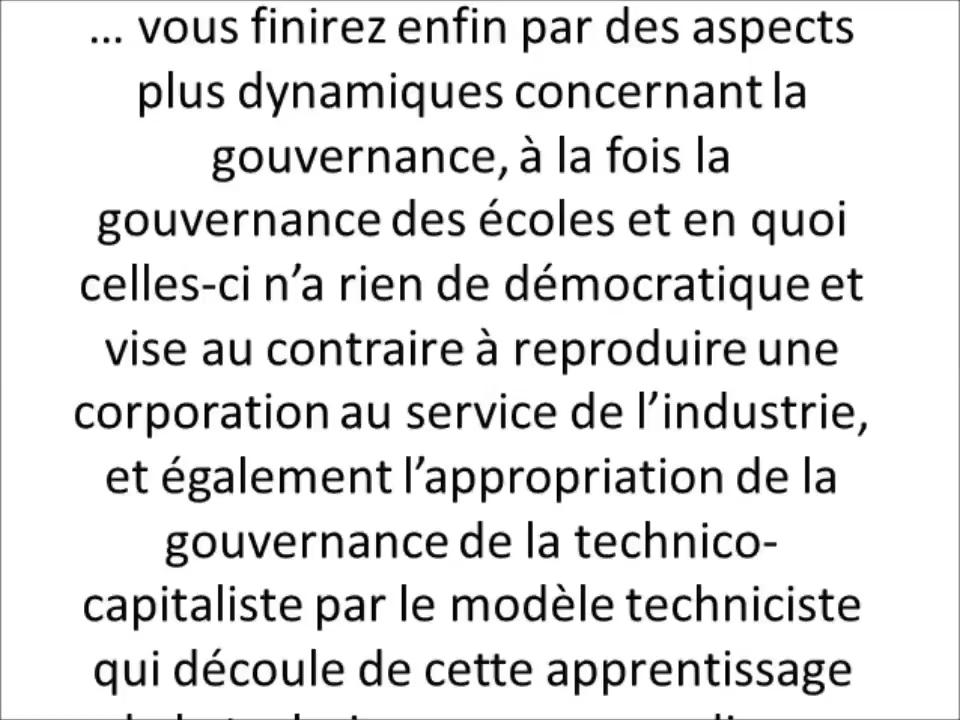 … vous finirez enfin par des aspects
plus dynamiques concernant la
gouvernance, à la fois la
gouvernance des écoles et en quoi
celles-ci n’a rien de démocratique et
vise au contraire à reproduire une
corporation au service de l’industrie,
et également l’appropriation de la
gouvernance de la technico-
capitaliste par le modèle techniciste
qui découle de cette apprentissage